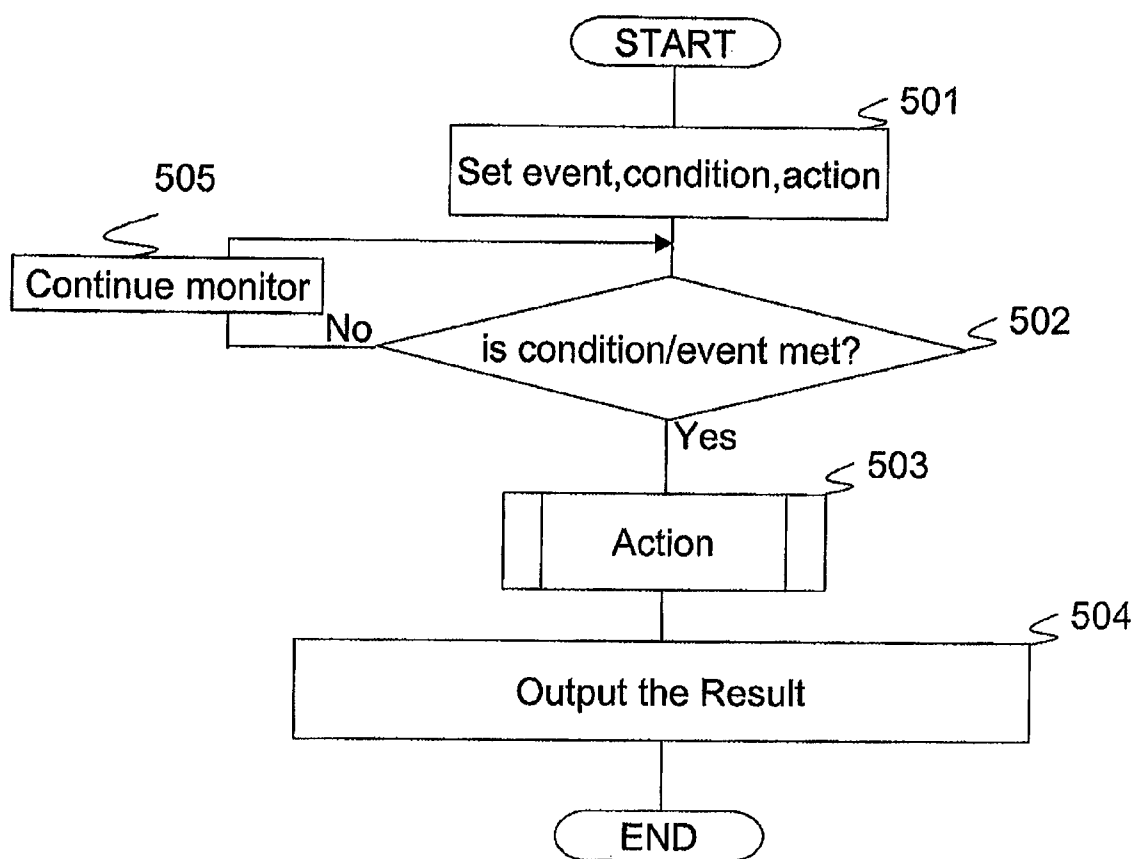 START
501
Set event,condition,action
505
Continue monitor
No
is condition/event met?
502
Yes
503
Action
504
Output the Result
END